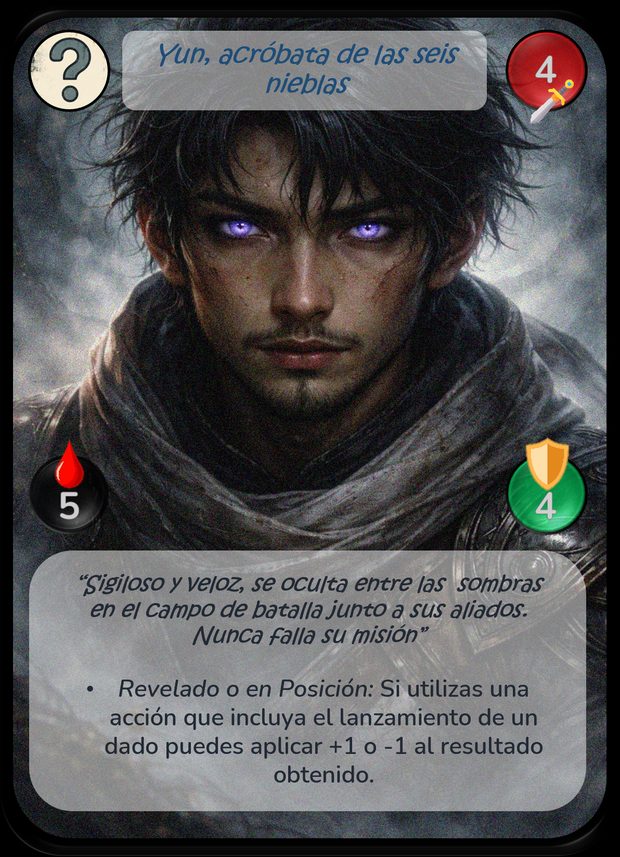 ?
Yun, acróbata de las seis
nieblas
4
5
4
“Sigiloso y veloz, se oculta entre las sombras
en el campo de batalla junto a sus aliados.
Nunca falla su misión”
• Revelado o en Posición: Si utilizas una
acción que incluya el lanzamiento de un
dado puedes aplicar +1 o -1 al resultado
obtenido.